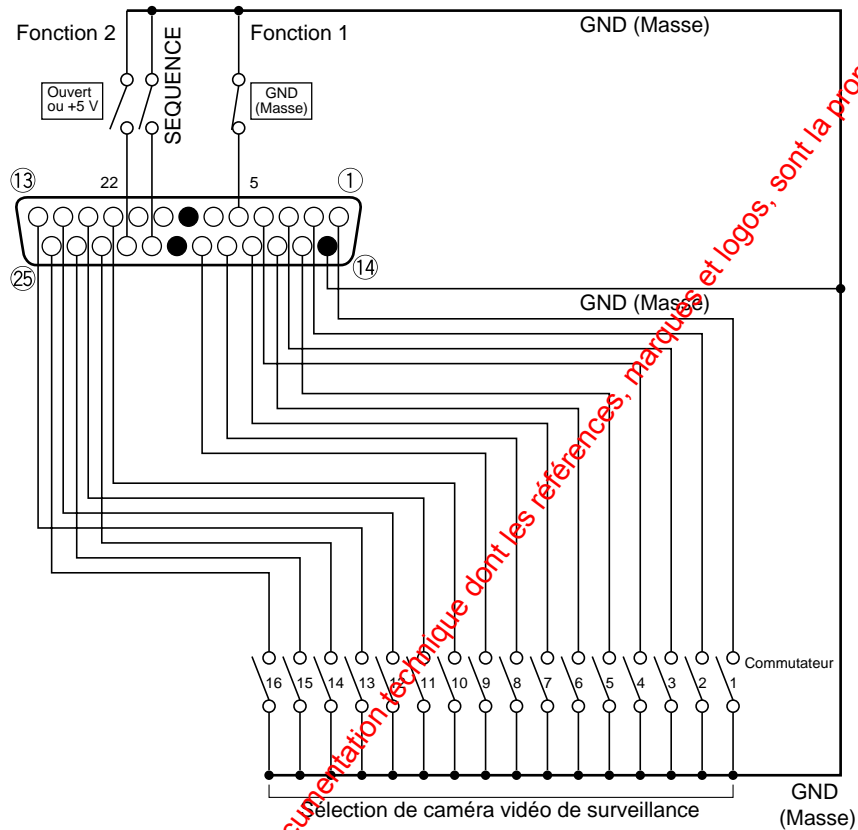 GND (Masse)
Fonction 2
Fonction 1
SEQUENCE
Ouvert
ou +5 V
GND
(Masse)
13
22
5
1
25
14
GND (Masse)
Commutateur
16 15 14 13 11 10 9 8 7 6 5 4 3 2 1
Sélection de caméra vidéo de surveillance
GND
(Masse)
documentation technique dont les références, marques et logos, sont la